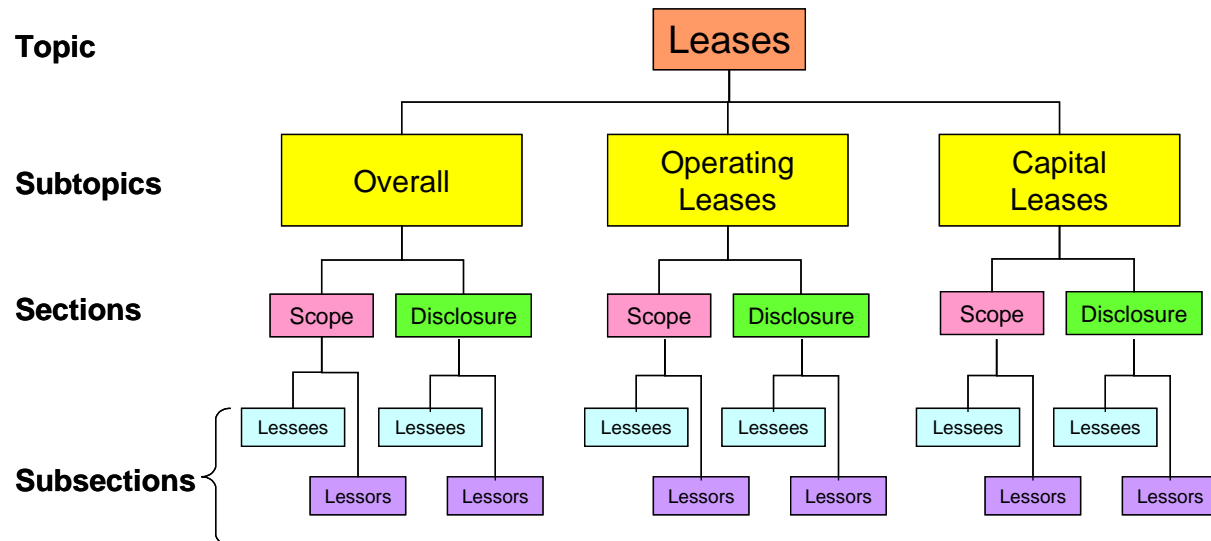 Topic
Leases
Subtopics
Overall
Operating
Leases
Capital
Leases
Sections
Scope
Disclosure
Scope
Disclosure
Scope
Disclosure
Subsections
Lessees
Lessees
Lessees
Lessees
Lessees
Lessees
Lessors
Lessors
Lessors
Lessors
Lessors
Lessors